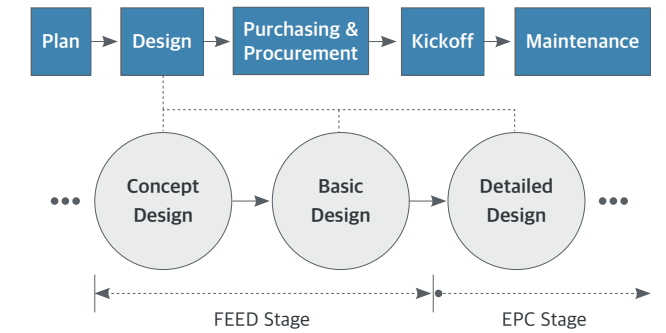 Plan
Design
Purchasing &
Procurement
Kickoff
Maintenance
Concept
Design
Basic
Design
Detailed
Design
FEED Stage
EPC Stage